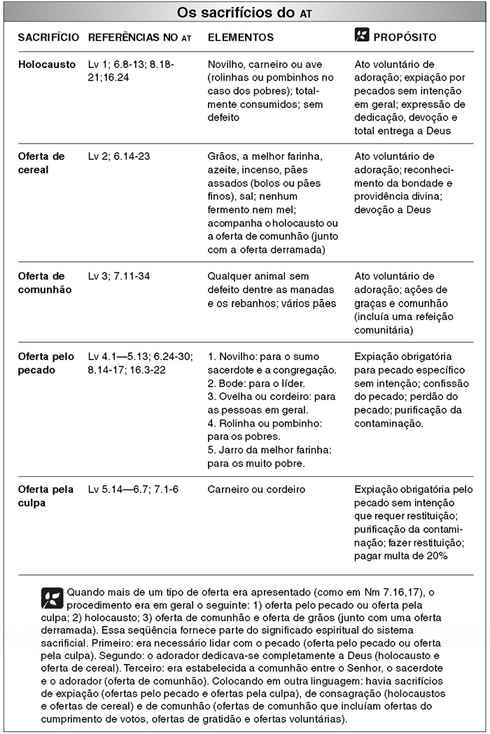 Os sacrifícios do AT
SACRIFÍCIO REFERÊNCIAS NO AT ELEMENTOS PROPÓSITO
Holocausto
Lv 1; 6.8-13; 8.18-
21;16.24
Novilho, carneiro ou ave
(rolinhas ou pombinhos no
caso dos pobres); total-
mente consumidos; sem
defeito
Ato voluntário de
adoração; expiação por
pecados sem intenção
em geral; expressão de
dedicação, devoção e
total entrega a Deus
Oferta de
cereal
Lv 2; 6.14-23
Grãos, a melhor farinha,
azeite, incenso, pães
assados (bolos ou pães
finos), sal; nenhum
fermento nem mel;
acompanha o holocausto ou
a oferta de comunhão (junto
com a oferta derramada)
Ato voluntário de
adoração; reconheci-
mento da bondade e
providência divina;
devoção a Deus
Oferta de
comunhão
Lv 3; 7.11-34
Qualquer animal sem
defeito dentre as manadas
e os rebanhos; vários pães
Ato voluntário de
adoração; ações de
graças e comunhão
(incluía uma refeição
comunitária)
Oferta pelo
pecado
Lv 4.1—5.13; 6.24-30;
8.14-17; 16.3-22
1. Novilho: para o sumo
sacerdote e a congregação.
2. Bode: para o líder.
3. Ovelha ou cordeiro: para
as pessoas em geral.
4. Rolinha ou pombinho:
para os pobres.
5. Jarro da melhor farinha:
para os muito pobre.
Expiação obrigatória
para pecado específico
sem intenção; confissão
do pecado; perdão do
pecado; purificação da
contaminação.
Oferta pela
culpa
Lv 5.14—6.7; 7.1-6
Carneiro ou cordeiro
Expiação obrigatória pelo
pecado sem intenção
que requer restituição;
purificação da contami-
nação; fazer restituição;
pagar multa de 20%
Quando mais de um tipo de oferta era apresentado (como em Nm 7.16,17), o
procedimento era em geral o seguinte: 1) oferta pelo pecado ou oferta pela
culpa; 2) holocausto; 3) oferta de comunhão e oferta de grãos (junto com uma oferta
derramada). Essa seqüência fornece parte do significado espiritual do sistema
sacrificial. Primeiro: era necessário lidar com o pecado (oferta pelo pecado ou oferta
pela culpa). Segundo: o adorador dedicava-se completamente a Deus (holocausto e
oferta de cereal). Terceiro: era estabelecida a comunhão entre o Senhor, o sacerdote
e o adorador (oferta de comunhão). Colocando em outra linguagem: havia sacrifícios
de expiação (ofertas pelo pecado e ofertas pela culpa), de consagração (holocaustos
e ofertas de cereal) e de comunhão (ofertas de comunhão que incluíam ofertas do
cumprimento de votos, ofertas de gratidão e ofertas voluntárias).